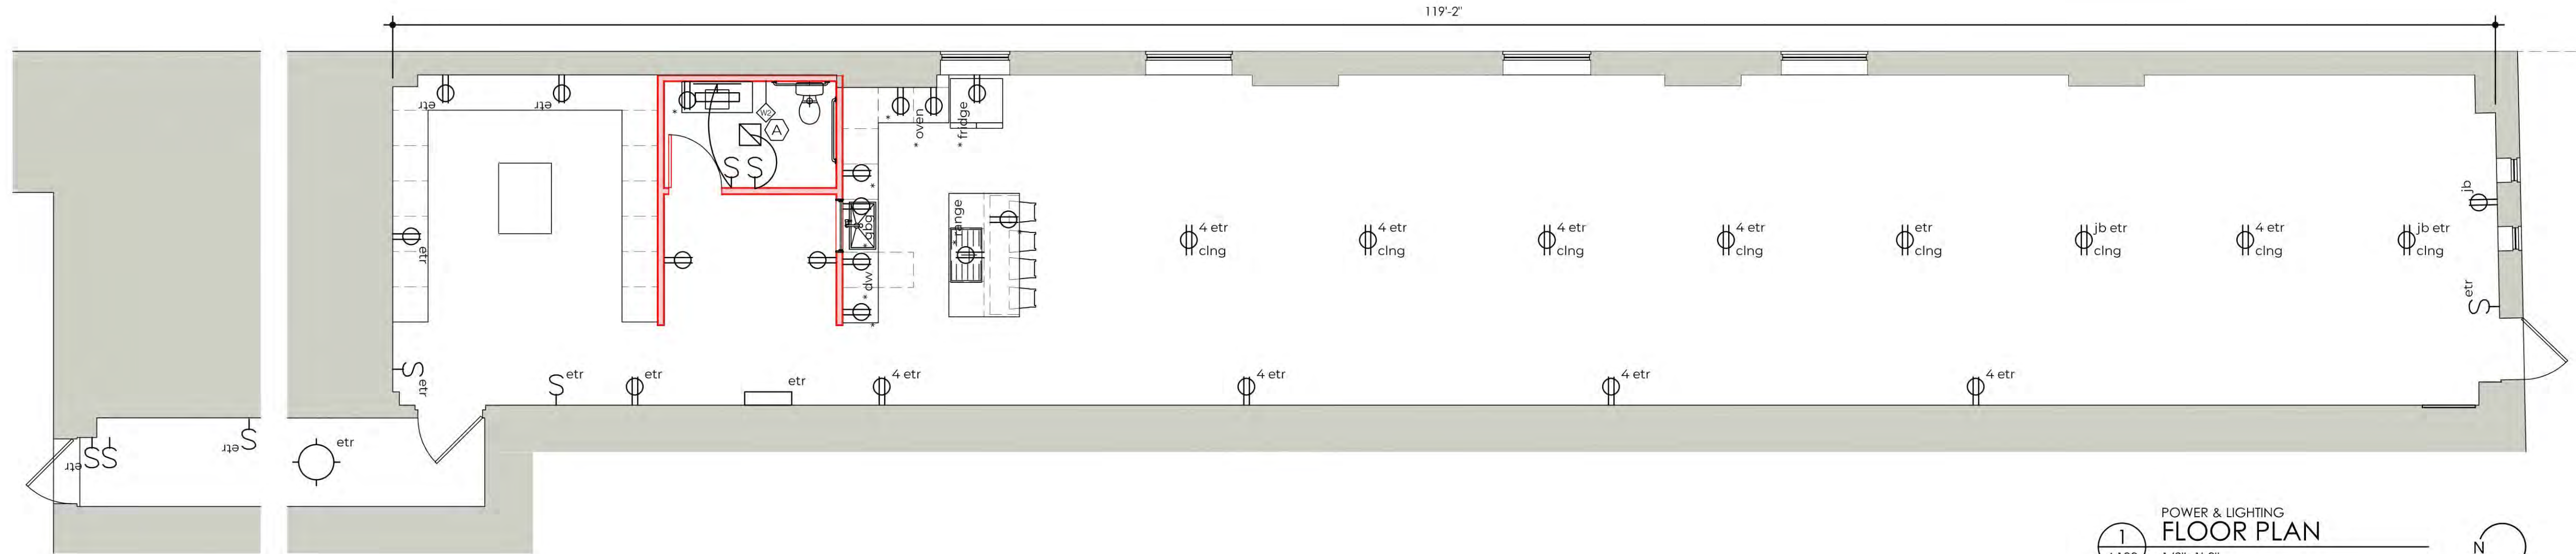 119'-2"
etr
etr
W2
A
*
*
* oven
* fridge
S S
*
etr
* gbg
* range
* dw
*
4 etr
clng
4 etr
clng
4 etr
clng
4 etr
clng
etr
clng
jb etr
clng
4 etr
clng
jb etr
clng
jb
S etr
S etr
S etr
etr
etr
4 etr
4 etr
4 etr
4 etr
etr SS
etr S
etr
POWER & LIGHTING
1 FLOOR PLAN
N